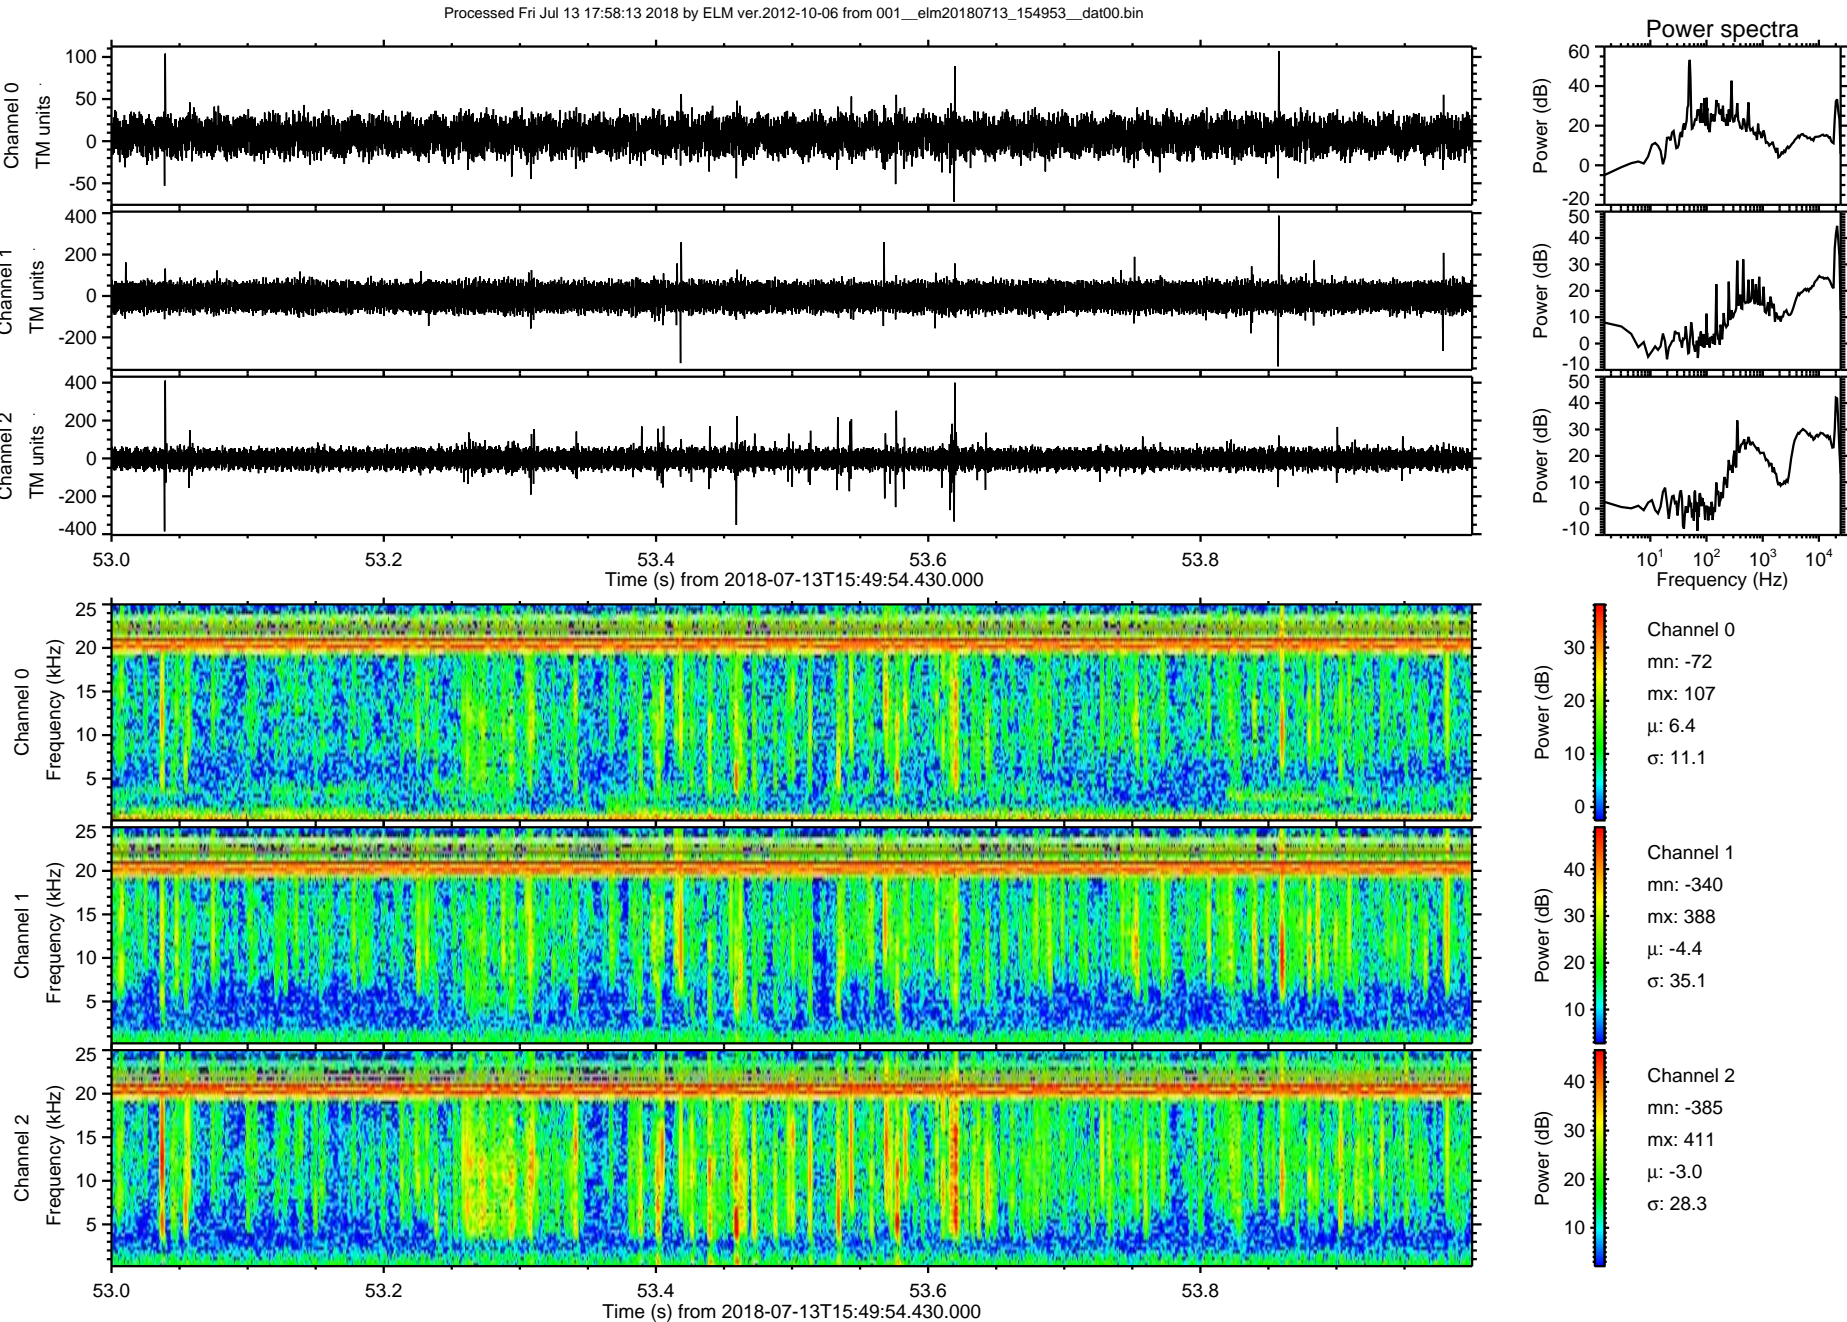 Processed Fri Jul 13 17:58:13 2018 by ELM ver.2012-10-06 from 001__elm20180713_154953__dat00.bin
Power spectra
Channel 0
TM units
100
50
0
-50
Power (dB)
60
40
20
0
-20
Channel 1
TM units
400
200
0
-200
Power (dB)
50
40
30
20
10
0
-10
Channel 2
TM units
400
200
0
-200
-400
Power (dB)
50
40
30
20
10
0
-10
53.0 53.2 53.4 53.6 53.8
Time (s) from 2018-07-13T15:49:54.430.000
10¹ 10² 10³ 10⁴
Frequency (Hz)
Channel 0
Frequency (kHz)
25
20
15
10
5
Power (dB)
30
20
10
0
Channel 0
mn: -72
mx: 107
μ: 6.4
σ: 11.1
Channel 1
Frequency (kHz)
25
20
15
10
5
Power (dB)
40
30
20
10
Channel 1
mn: -340
mx: 388
μ: -4.4
σ: 35.1
Channel 2
Frequency (kHz)
25
20
15
10
5
Power (dB)
40
30
20
10
Channel 2
mn: -385
mx: 411
μ: -3.0
σ: 28.3
53.0 53.2 53.4 53.6 53.8
Time (s) from 2018-07-13T15:49:54.430.000